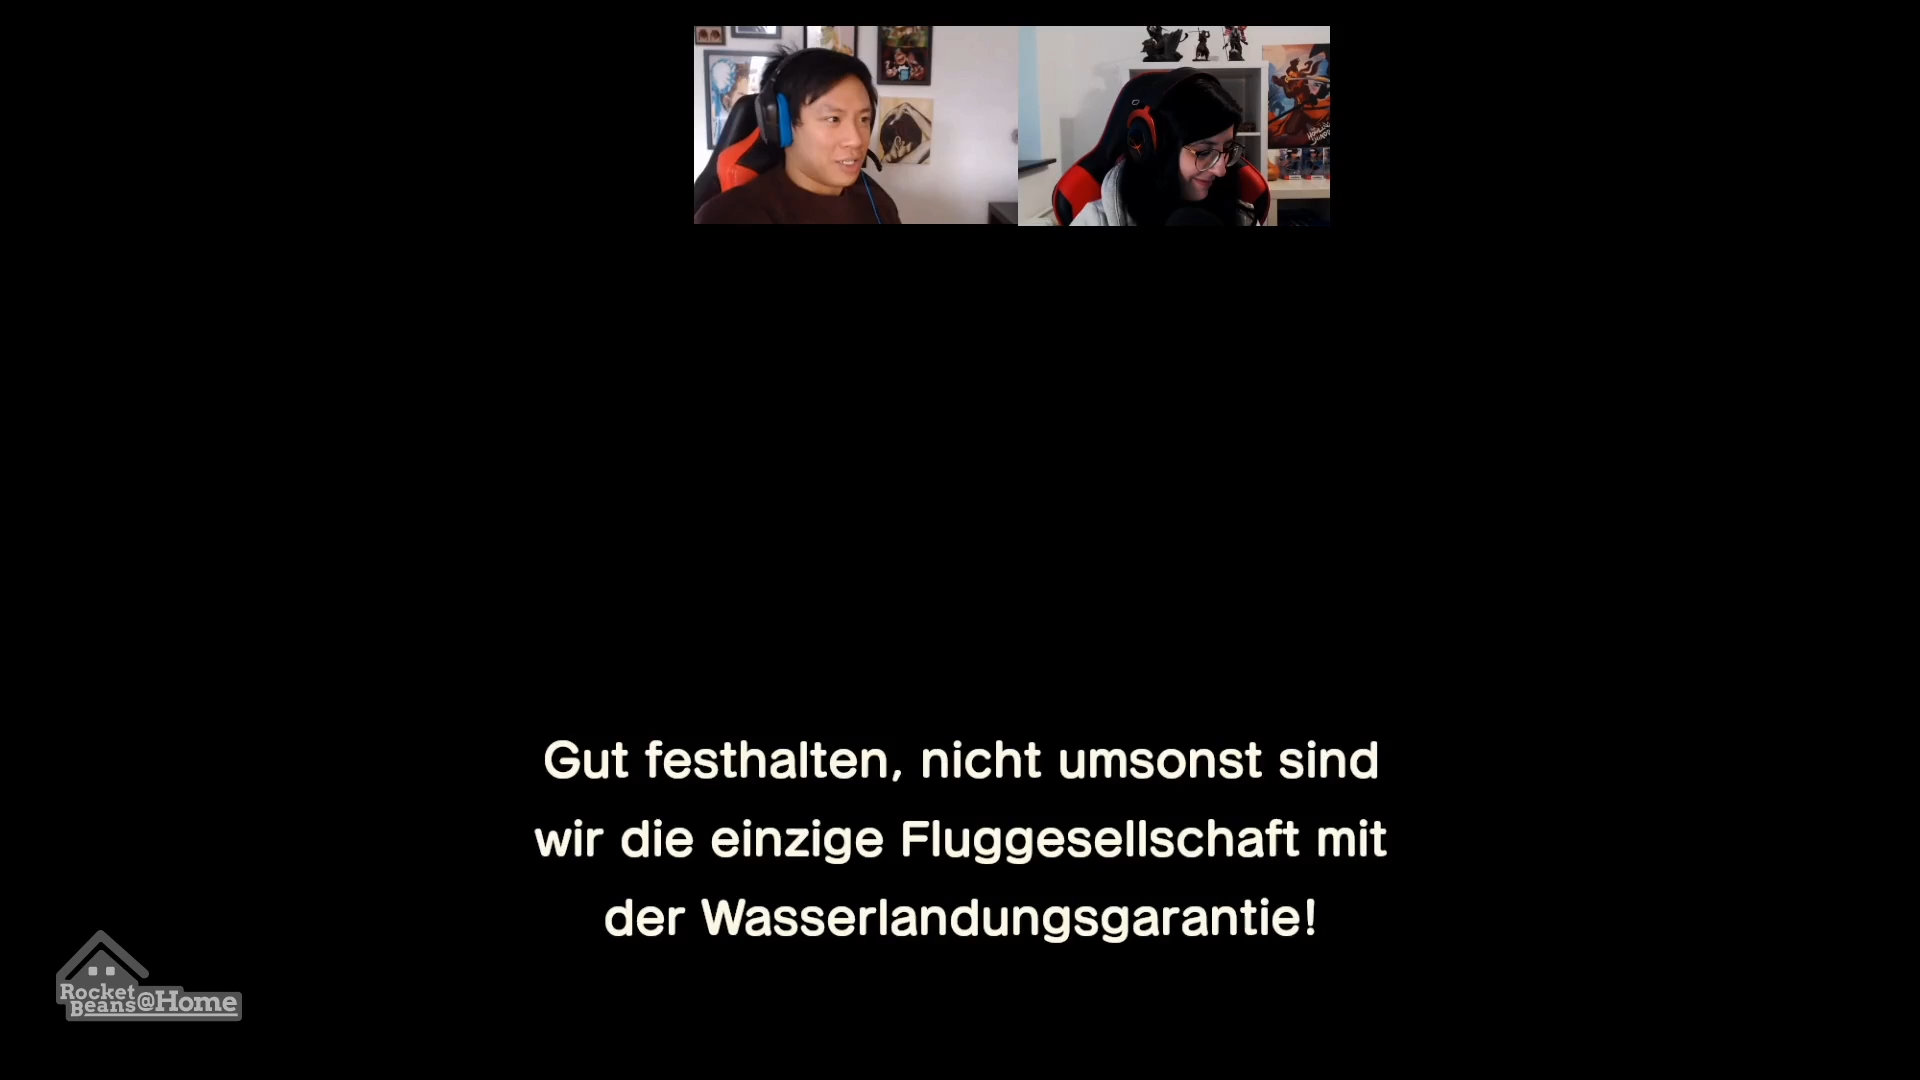 Gut festhalten, nicht umsonst sind
wir die einzige Fluggesellschaft mit
der Wasserlandungsgarantie!
Rocket
Beans@Home